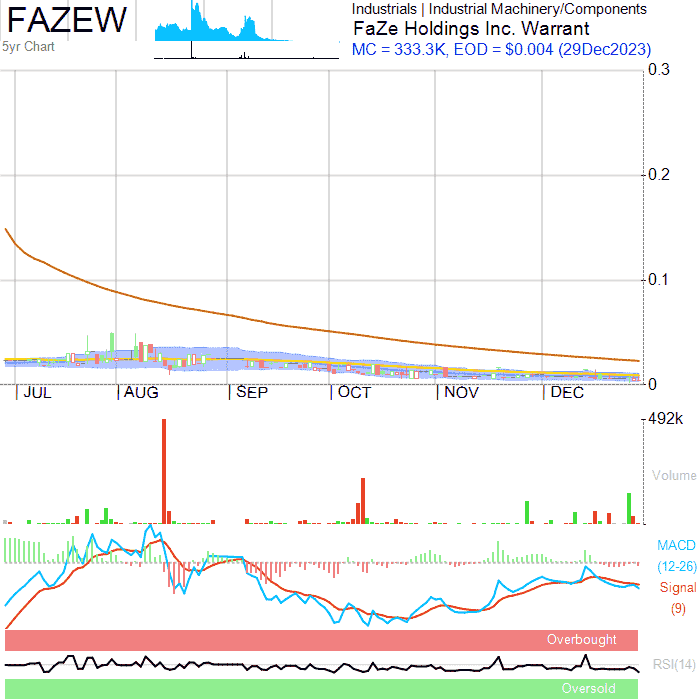 FAZEW
5yr Chart
Industrials | Industrial Machinery/Components
FaZe Holdings Inc. Warrant
MC = 333.3K, EOD = $0.004 (29Dec2023)
0.3
0.2
0.1
0
JUL AUG SEP OCT NOV DEC
492k
Volume
MACD
(12-26)
Signal
(9)
Overbought
RSI(14)
Oversold